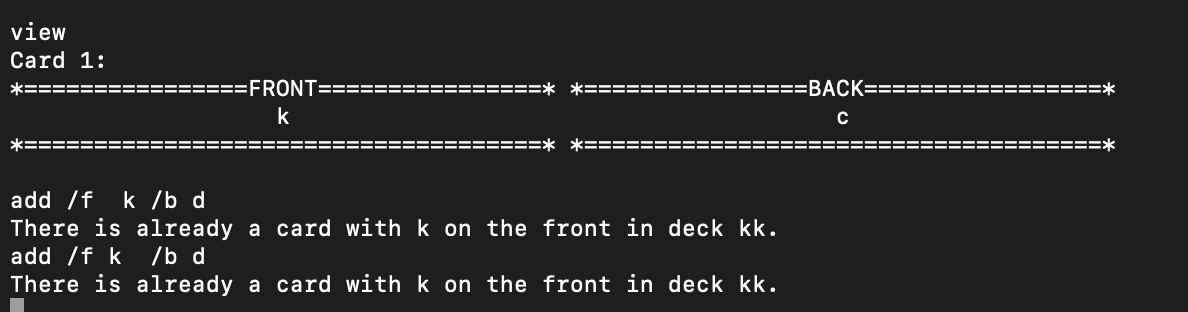 view
Card 1:
*================FRONT================* *================BACK=================*
                   k                                       c
*=====================================* *=====================================*
add /f  k /b d
There is already a card with k on the front in deck kk.
add /f k  /b d
There is already a card with k on the front in deck kk.